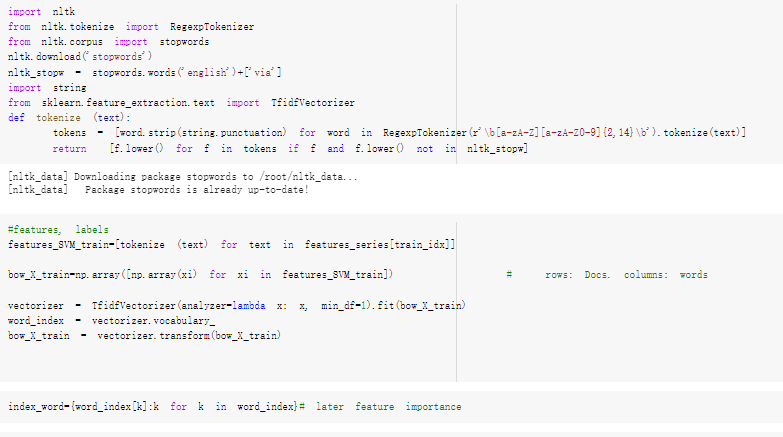 import nltk
from nltk.tokenize import RegexpTokenizer
from nltk.corpus import stopwords
nltk.download('stopwords')
nltk_stopw = stopwords.words('english')+['via']
import string
from sklearn.feature_extraction.text import TfidfVectorizer
def tokenize (text):
tokens = [word.strip(string.punctuation) for word in RegexpTokenizer(r'\b[a-zA-Z][a-zA-Z0-9]{2,14}\b').tokenize(text)]
return [f.lower() for f in tokens if f and f.lower() not in nltk_stopw]
[nltk_data] Downloading package stopwords to /root/nltk_data...
[nltk_data] Package stopwords is already up-to-date!
#features, labels
features_SVM_train=[tokenize (text) for text in features_series[train_idx]]
bow_X_train=np.array([np.array(xi) for xi in features_SVM_train]) # rows: Docs. columns: words
vectorizer = TfidfVectorizer(analyzer=lambda x: x, min_df=1).fit(bow_X_train)
word_index = vectorizer.vocabulary_
bow_X_train = vectorizer.transform(bow_X_train)
index_word={word_index[k]:k for k in word_index}# later feature importance